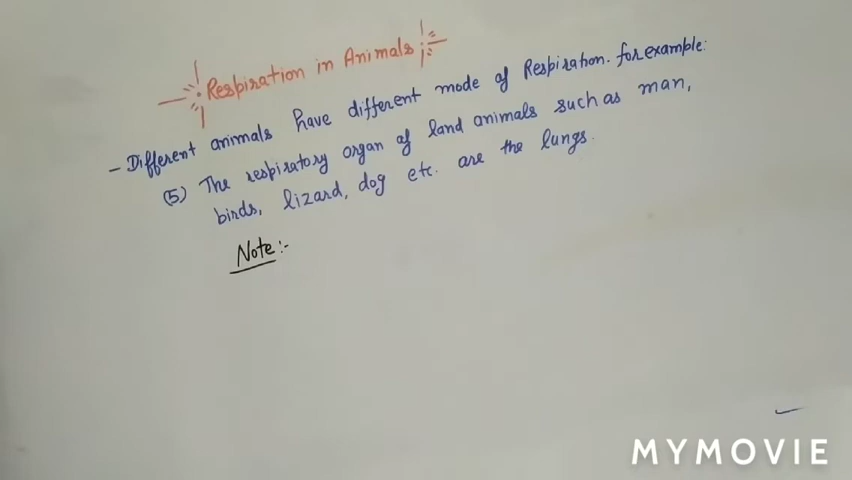 Respiration in Animals
- Different animals have different mode of Respiration. for example:
(5) The respiratory organ of land animals such as man,
birds, lizard, dog etc. are the lungs.
Note:-
MYMOVIE